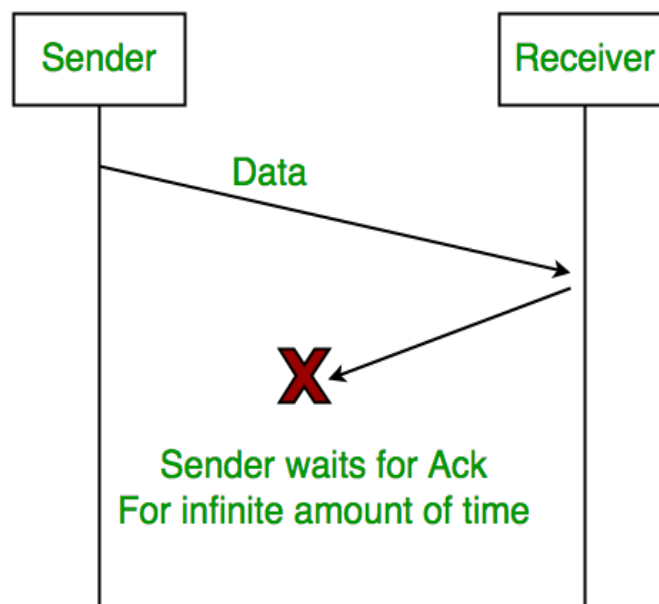 Sender
Receiver
Data
X
Sender waits for Ack
For infinite amount of time